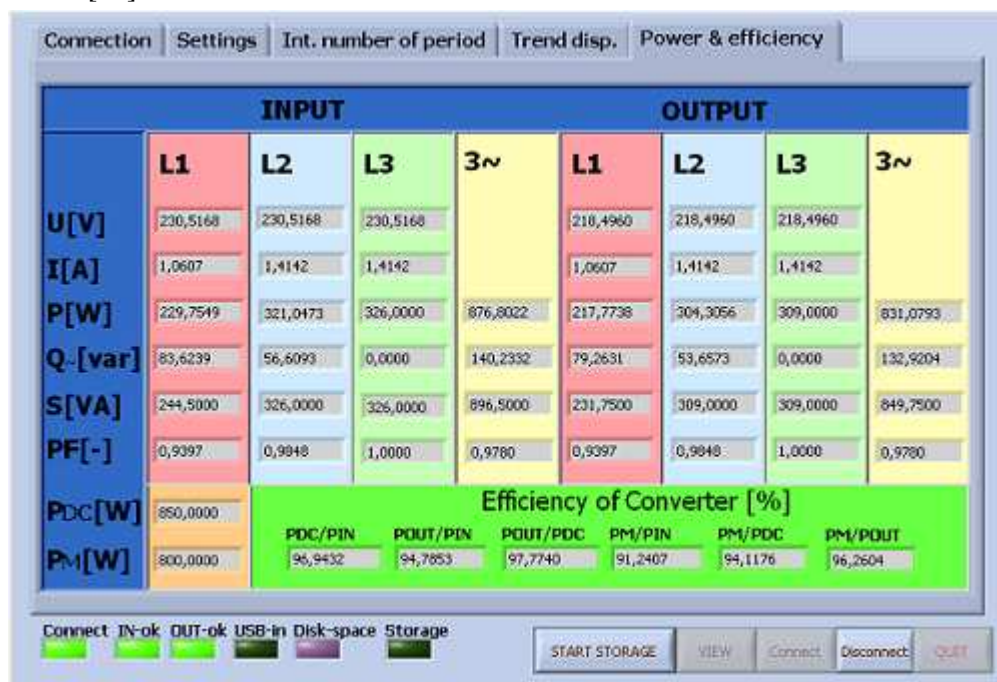 Connection Settings Int. number of period Trend disp. Power & efficiency
INPUT OUTPUT
L1 L2 L3 3~ L1 L2 L3 3~
U[V] 230,5168 230,5168 230,5168 218,4960 218,4960 218,4960
I[A] 1,0607 1,4142 1,4142 1,0607 1,4142 1,4142
P[W] 229,7549 321,0473 326,0000 876,8022 217,7738 304,3056 309,0000 831,0793
Q~[var] 83,6239 56,6093 0,0000 140,2332 79,2631 53,6573 0,0000 132,9204
S[VA] 244,5000 326,0000 326,0000 896,5000 231,7500 309,0000 309,0000 849,7500
PF[-] 0,9397 0,9848 1,0000 0,9780 0,9397 0,9848 1,0000 0,9780
Efficiency of Converter [%]
PDC[W] 850,0000
PDC/PIN POUT/PIN POUT/PDC PM/PIN PM/PDC PM/POUT
PM[W] 800,0000 96,9432 94,7853 97,7740 91,2407 94,1176 96,2604
Connect IN-ok OUT-ok USB-in Disk-space Storage
START STORAGE VIEW Connect Disconnect QUIT